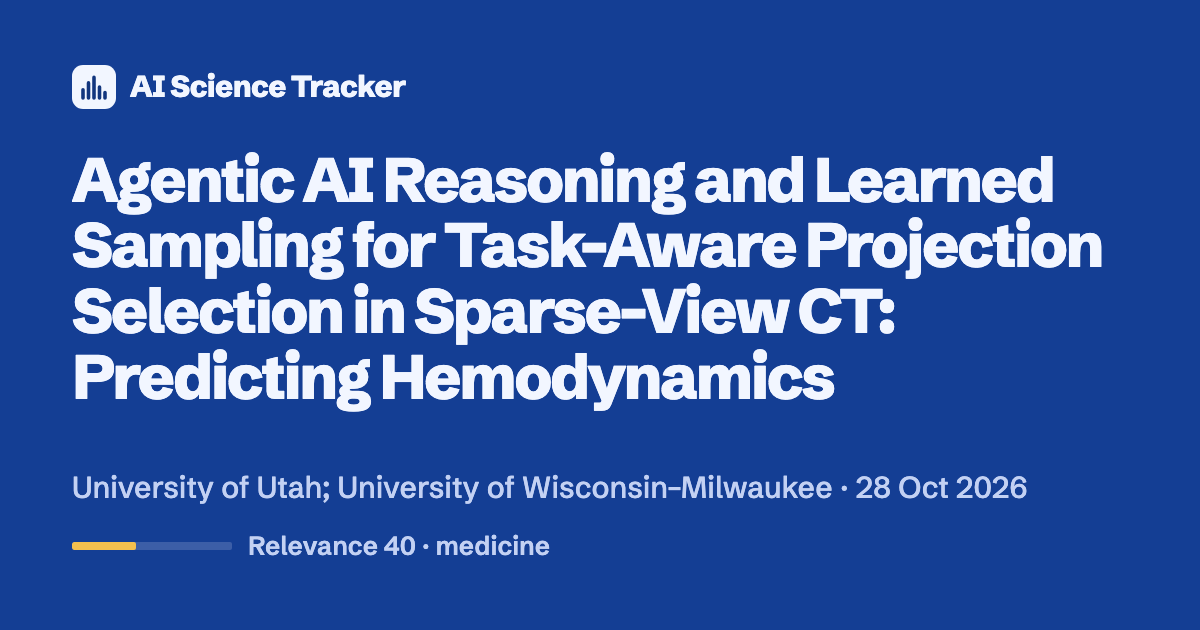 AI Science Tracker
Agentic AI Reasoning and Learned
Sampling for Task-Aware Projection
Selection in Sparse-View CT:
Predicting Hemodynamics
University of Utah; University of Wisconsin–Milwaukee · 28 Oct 2026
Relevance 40 · medicine